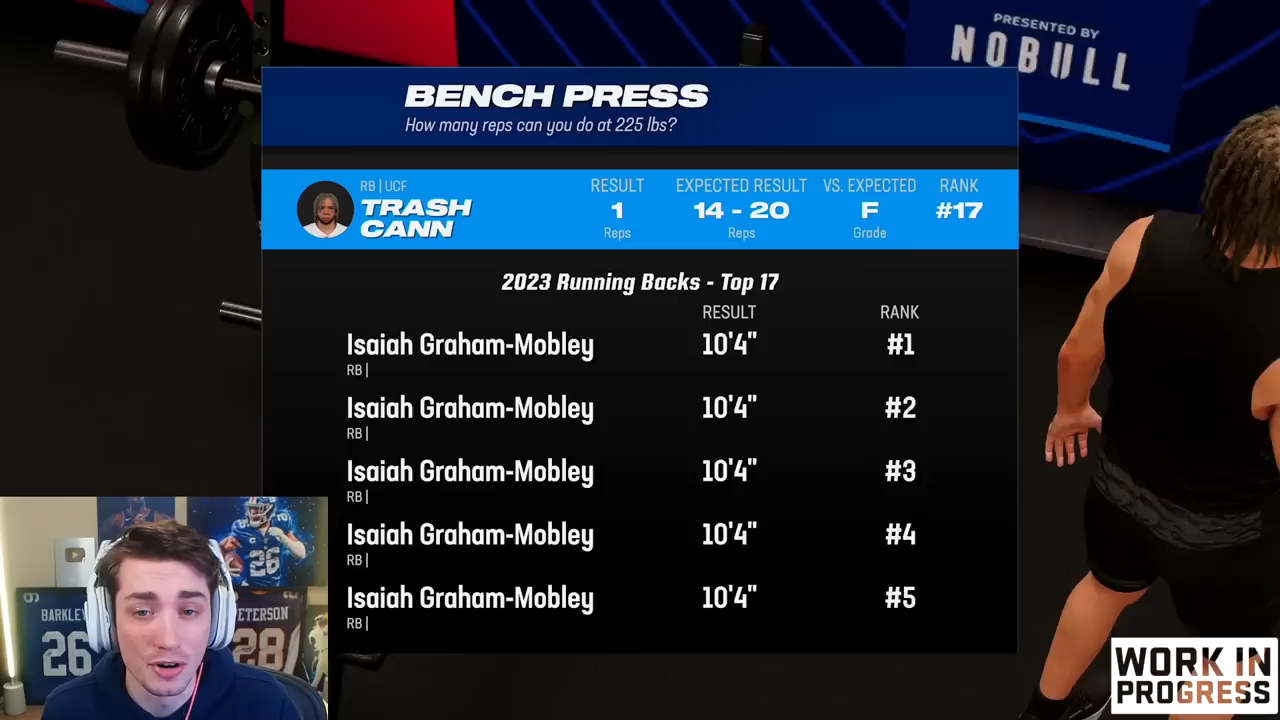 PRESENTED BY
NOBULL
BENCH PRESS
How many reps can you do at 225 lbs?
RB | UCF
TRASH
CANN
RESULT
1
Reps
EXPECTED RESULT
14 - 20
Reps
VS. EXPECTED
F
Grade
RANK
#17
2023 Running Backs - Top 17
RESULT RANK
Isaiah Graham-Mobley 10'4" #1
RB |
Isaiah Graham-Mobley 10'4" #2
RB |
Isaiah Graham-Mobley 10'4" #3
RB |
Isaiah Graham-Mobley 10'4" #4
RB |
Isaiah Graham-Mobley 10'4" #5
RB |
26
BARKLEY
26
28
WORK IN
PROGRESS